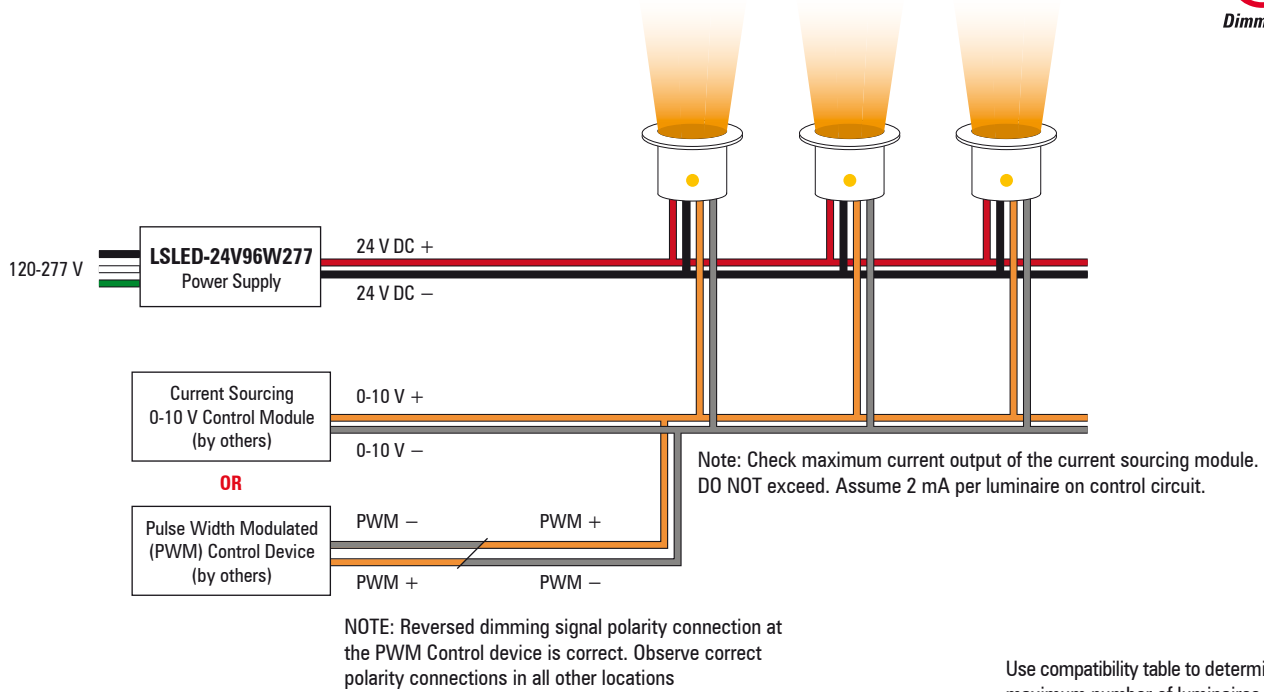 Dimm
120-277 V
LSLED-24V96W277
Power Supply
24 V DC +
24 V DC −
Current Sourcing
0-10 V Control Module
(by others)
0-10 V +
0-10 V −
Note: Check maximum current output of the current sourcing module.
DO NOT exceed. Assume 2 mA per luminaire on control circuit.
OR
Pulse Width Modulated
(PWM) Control Device
(by others)
PWM − PWM +
PWM + PWM −
NOTE: Reversed dimming signal polarity connection at
the PWM Control device is correct. Observe correct
polarity connections in all other locations
Use compatibility table to determi
maximum number of luminaires